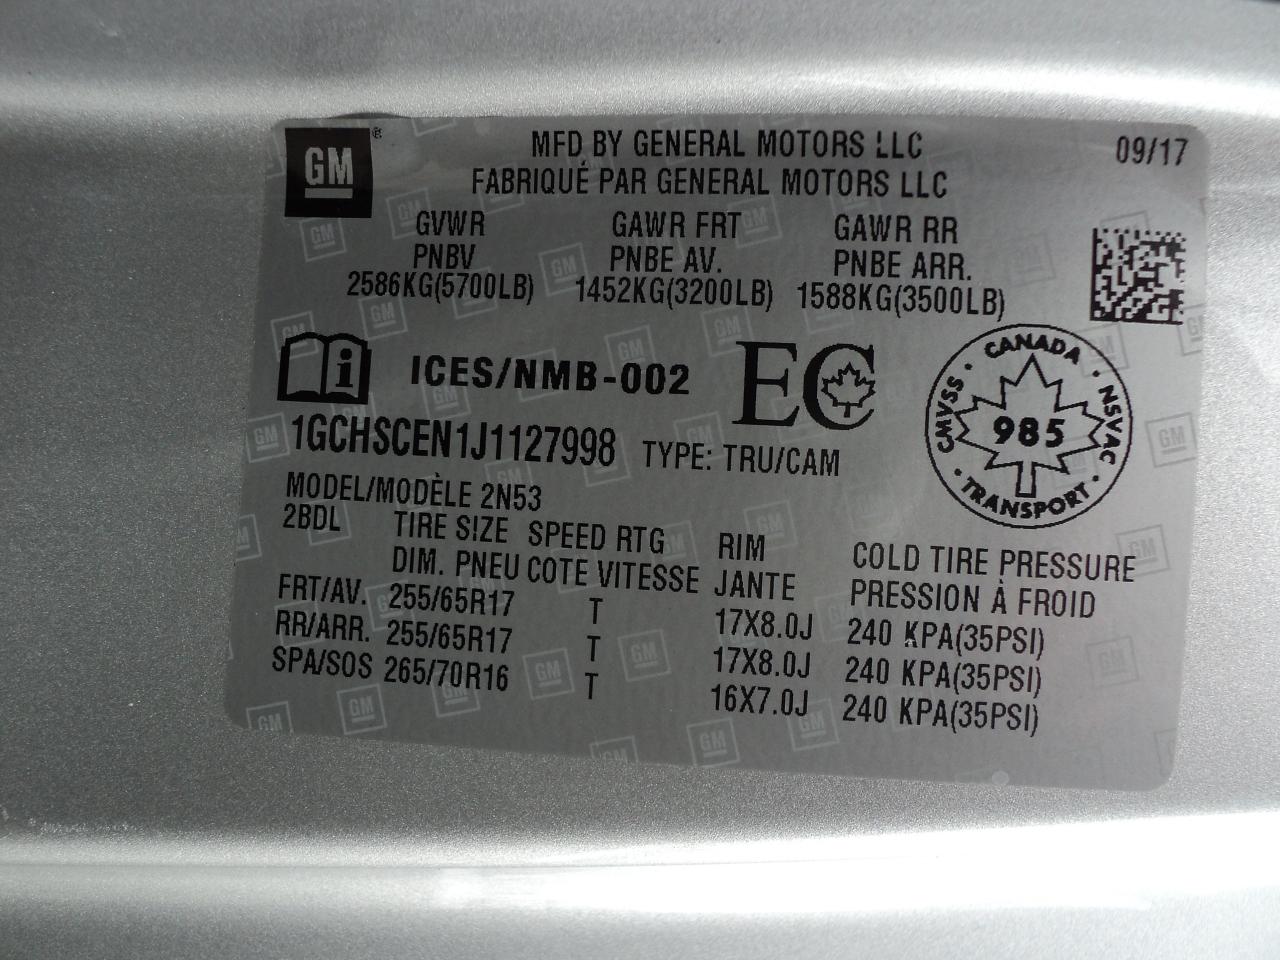 GM®
MFD BY GENERAL MOTORS LLC 09/17
FABRIQUÉ PAR GENERAL MOTORS LLC
GVWR GAWR FRT GAWR RR
PNBV PNBE AV. PNBE ARR.
2586KG(5700LB) 1452KG(3200LB) 1588KG(3500LB)
ICES/NMB-002 EC
CANADA
CMVSS · NSVAC
985
· TRANSPORT ·
1GCHSCEN1J1127998 TYPE: TRU/CAM
MODEL/MODÈLE 2N53
2BDL TIRE SIZE SPEED RTG RIM COLD TIRE PRESSURE
DIM. PNEU COTE VITESSE JANTE PRESSION À FROID
FRT/AV. 255/65R17 T 17X8.0J 240 KPA(35PSI)
RR/ARR. 255/65R17 T 17X8.0J 240 KPA(35PSI)
SPA/SOS 265/70R16 T 16X7.0J 240 KPA(35PSI)